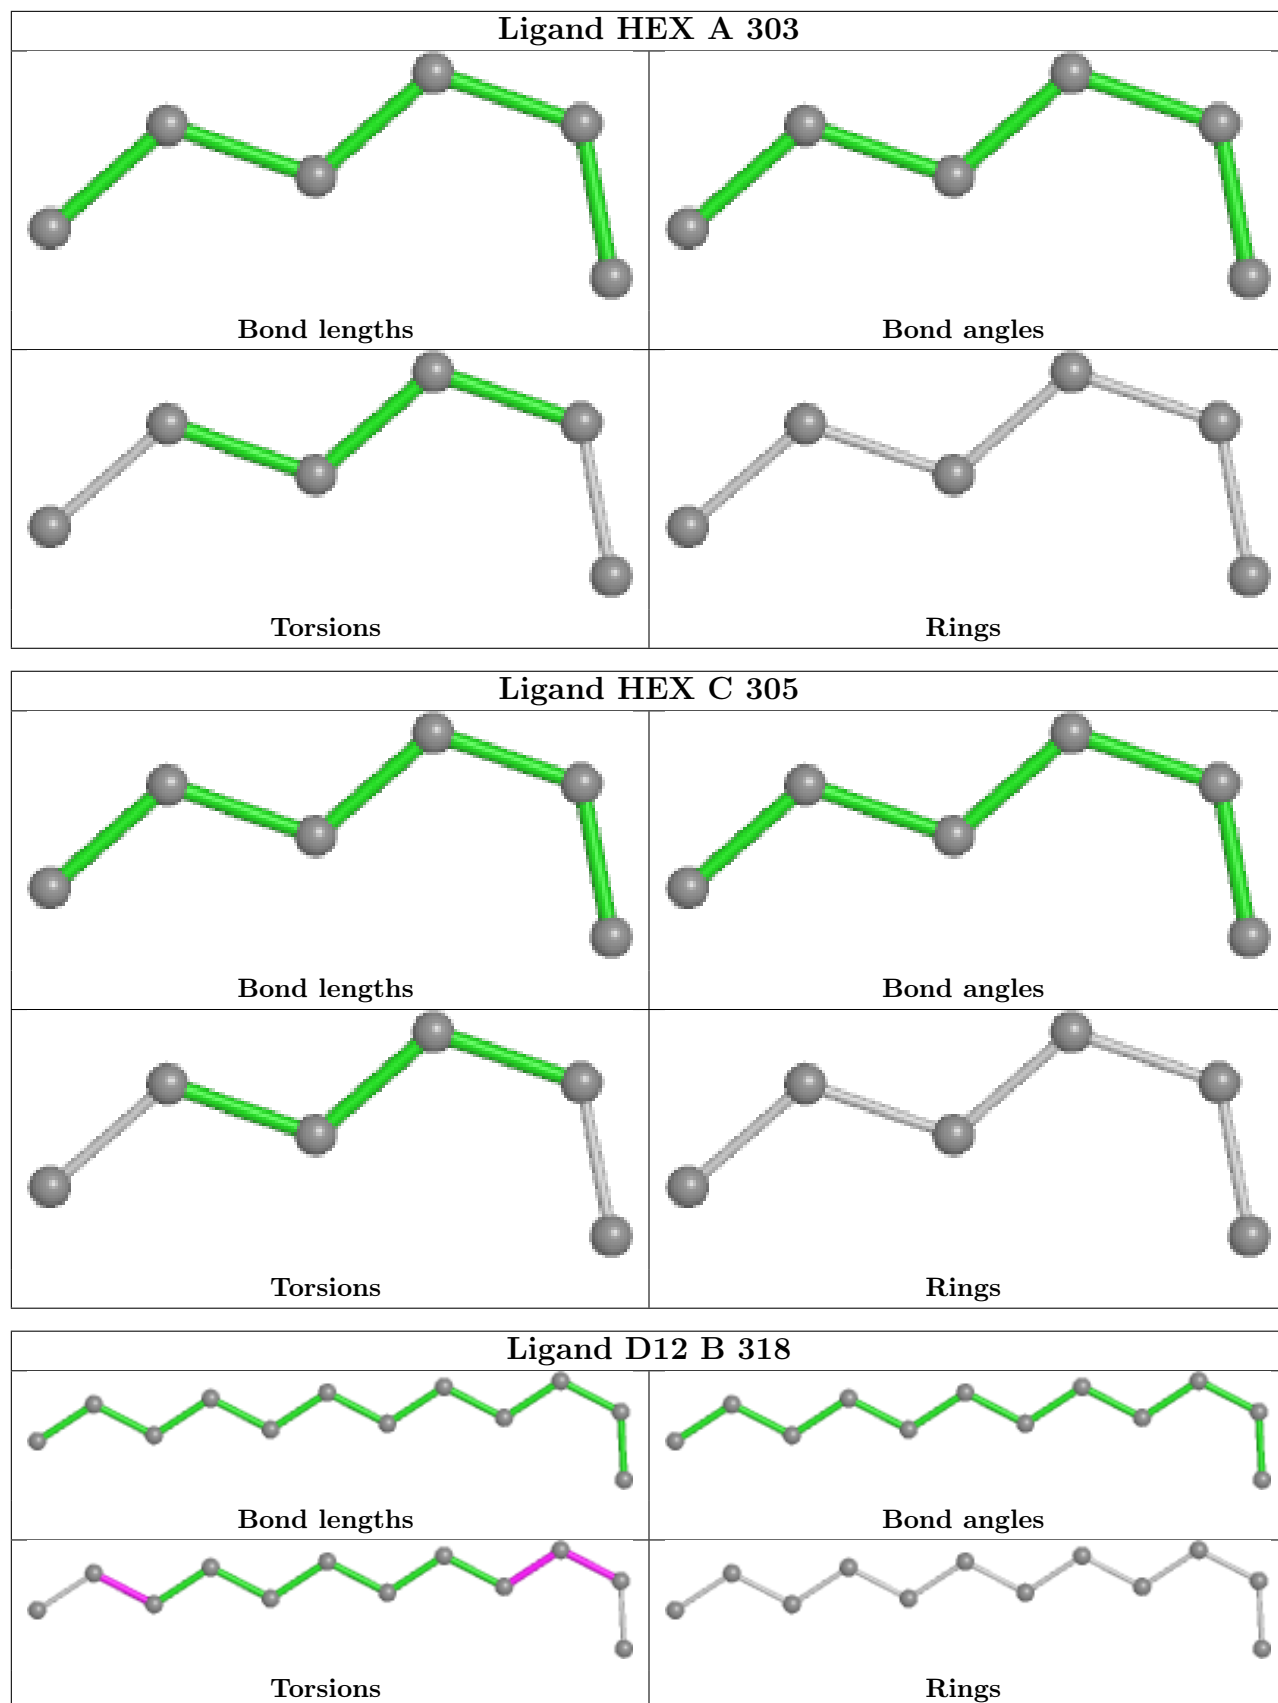 Ligand HEX A 303
Bond lengths
Bond angles
Torsions
Rings
Ligand HEX C 305
Bond lengths
Bond angles
Torsions
Rings
Ligand D12 B 318
Bond lengths
Bond angles
Torsions
Rings